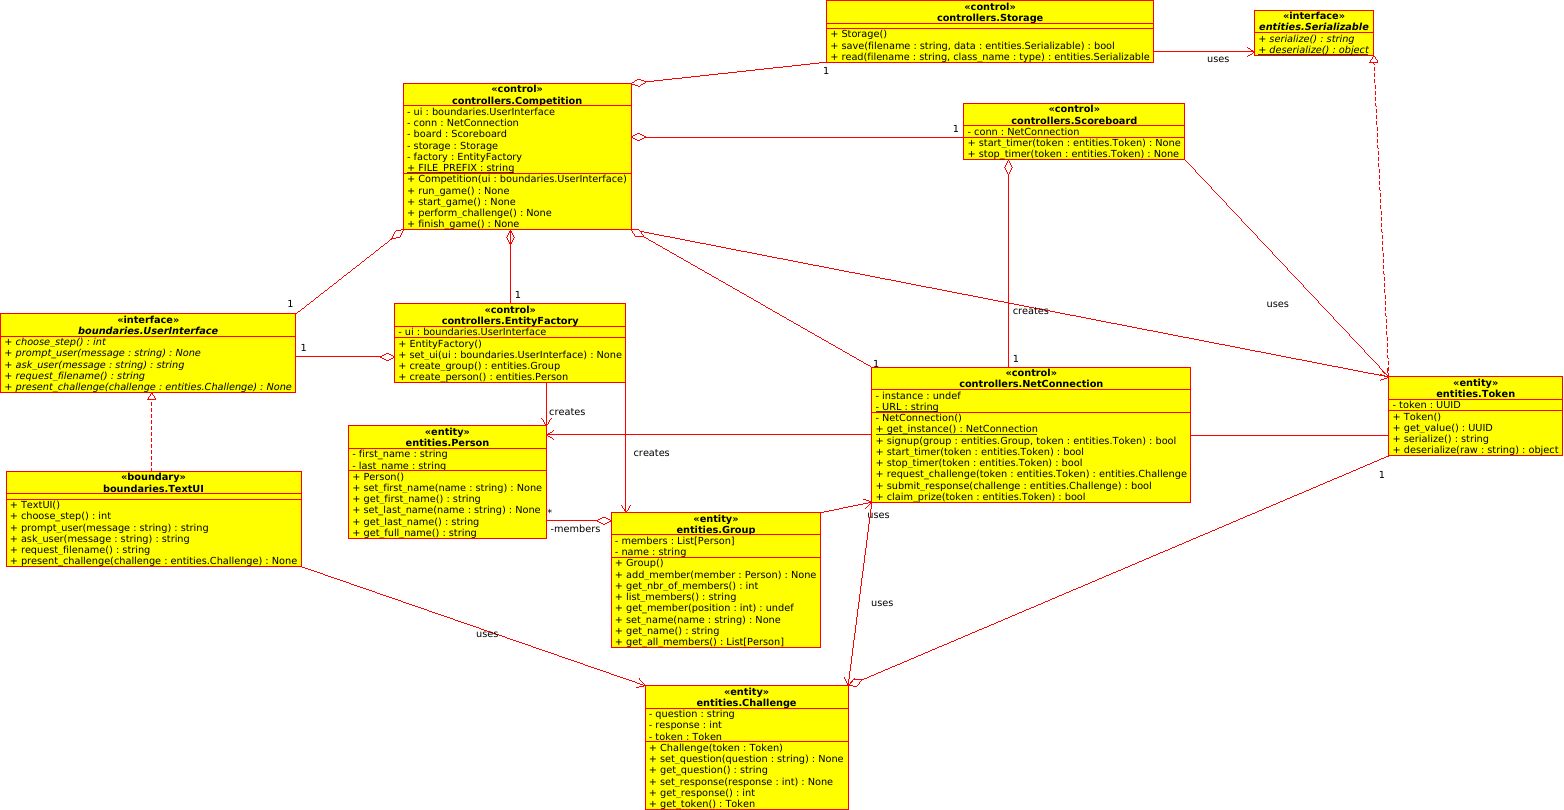 «control»
controllers.Storage
+ Storage()
+ save(filename : string, data : entities.Serializable) : bool
+ read(filename : string, class_name : type) : entities.Serializable
1
uses
«interface»
entities.Serializable
+ serialize() : string
+ deserialize() : object
«control»
controllers.Competition
- ui : boundaries.UserInterface
- conn : NetConnection
- board : Scoreboard
- storage : Storage
- factory : EntityFactory
+ FILE_PREFIX : string
+ Competition(ui : boundaries.UserInterface)
+ run_game() : None
+ start_game() : None
+ perform_challenge() : None
+ finish_game() : None
1
«control»
controllers.Scoreboard
- conn : NetConnection
+ start_timer(token : entities.Token) : None
+ stop_timer(token : entities.Token) : None
1
1
creates
uses
«interface»
boundaries.UserInterface
+ choose_step() : int
+ prompt_user(message : string) : None
+ ask_user(message : string) : string
+ request_filename() : string
+ present_challenge(challenge : entities.Challenge) : None
1
«control»
controllers.EntityFactory
- ui : boundaries.UserInterface
+ EntityFactory()
+ set_ui(ui : boundaries.UserInterface) : None
+ create_group() : entities.Group
+ create_person() : entities.Person
creates
creates
1
1
«control»
controllers.NetConnection
- instance : undef
- URL : string
- NetConnection()
+ get_instance() : NetConnection
+ signup(group : entities.Group, token : entities.Token) : bool
+ start_timer(token : entities.Token) : bool
+ stop_timer(token : entities.Token) : bool
+ request_challenge(token : entities.Token) : entities.Challenge
+ submit_response(challenge : entities.Challenge) : bool
+ claim_prize(token : entities.Token) : bool
«entity»
entities.Token
- token : UUID
+ Token()
+ get_value() : UUID
+ serialize() : string
+ deserialize(raw : string) : object
1
«entity»
entities.Person
- first_name : string
- last_name : string
+ Person()
+ set_first_name(name : string) : None
+ get_first_name() : string
+ set_last_name(name : string) : None
+ get_last_name() : string
+ get_full_name() : string
*
-members
«boundary»
boundaries.TextUI
+ TextUI()
+ choose_step() : int
+ prompt_user(message : string) : string
+ ask_user(message : string) : string
+ request_filename() : string
+ present_challenge(challenge : entities.Challenge) : None
uses
«entity»
entities.Group
- members : List[Person]
- name : string
+ Group()
+ add_member(member : Person) : None
+ get_nbr_of_members() : int
+ list_members() : string
+ get_member(position : int) : undef
+ set_name(name : string) : None
+ get_name() : string
+ get_all_members() : List[Person]
uses
uses
«entity»
entities.Challenge
- question : string
- response : int
- token : Token
+ Challenge(token : Token)
+ set_question(question : string) : None
+ get_question() : string
+ set_response(response : int) : None
+ get_response() : int
+ get_token() : Token